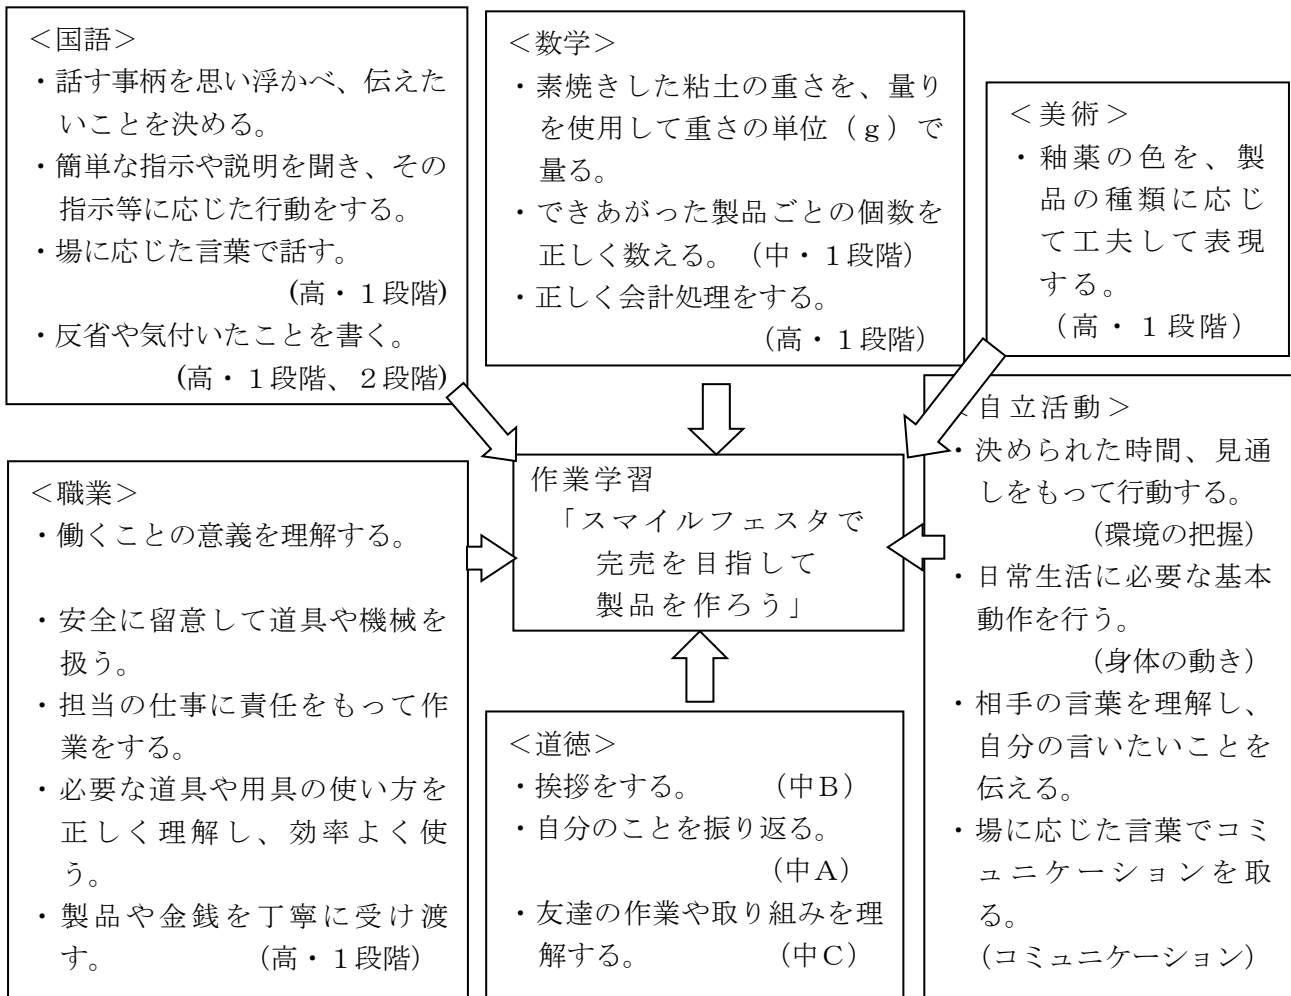 ＜国語＞
・話す事柄を思い浮かべ、伝えた
いことを決める。
・簡単な指示や説明を聞き、その
指示等に応じた行動をする。
・場に応じた言葉で話す。
(高・１段階)
・反省や気付いたことを書く。
(高・１段階、２段階)
＜数学＞
・素焼きした粘土の重さを、量り
を使用して重さの単位（ｇ）で
量る。
・できあがった製品ごとの個数を
正しく数える。（中・１段階）
・正しく会計処理をする。
（高・１段階）
＜美術＞
・釉薬の色を、製
品の種類に応じ
て工夫して表現
する。
（高・１段階）
＜職業＞
・働くことの意義を理解する。
・安全に留意して道具や機械を
扱う。
・担当の仕事に責任をもって作
業をする。
・必要な道具や用具の使い方を
正しく理解し、効率よく使
う。
・製品や金銭を丁寧に受け渡
す。（高・１段階）
作業学習
「スマイルフェスタで
完売を目指して
製品を作ろう」
＜道徳＞
・挨拶をする。（中Ｂ）
・自分のことを振り返る。
（中Ａ）
・友達の作業や取り組みを理
解する。（中Ｃ）
＜自立活動＞
・決められた時間、見通
しをもって行動する。
（環境の把握）
・日常生活に必要な基本
動作を行う。
（身体の動き）
・相手の言葉を理解し、
自分の言いたいことを
伝える。
・場に応じた言葉でコミ
ュニケーションを取
る。
（コミュニケーション）